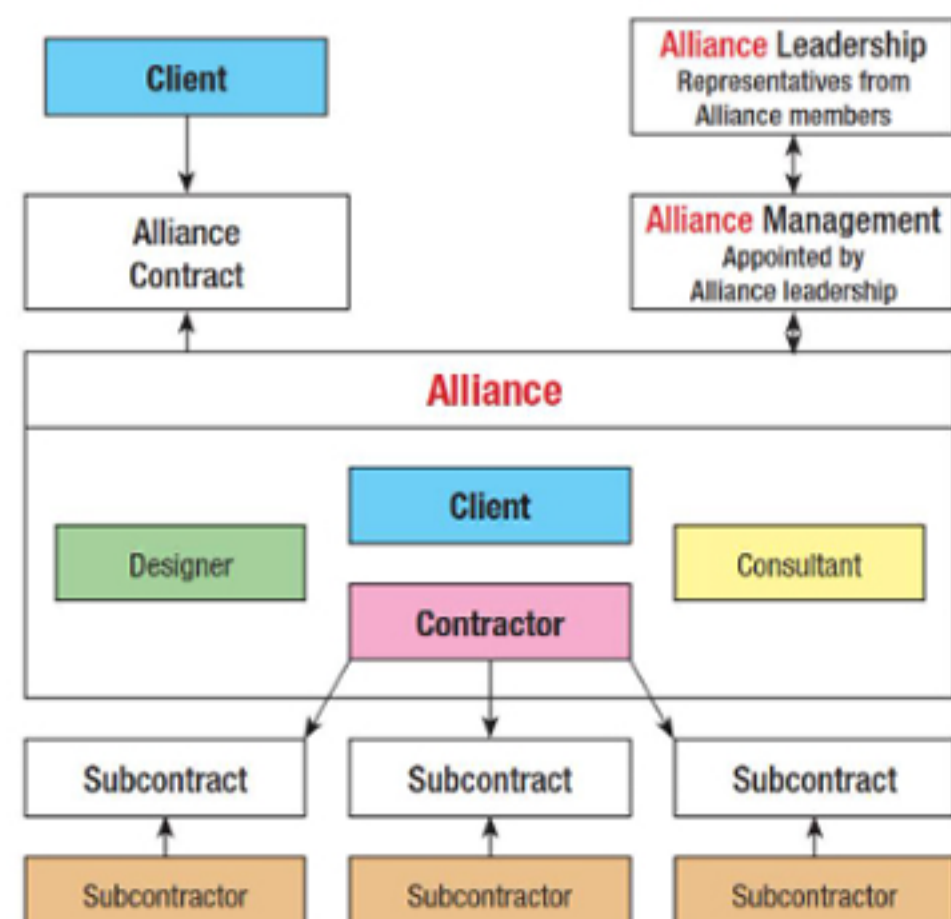 Client
Alliance Leadership
Representatives from
Alliance members
Alliance
Contract
Alliance Management
Appointed by
Alliance leadership
Alliance
Client
Designer
Consultant
Contractor
Subcontract
Subcontract
Subcontract
Subcontractor
Subcontractor
Subcontractor